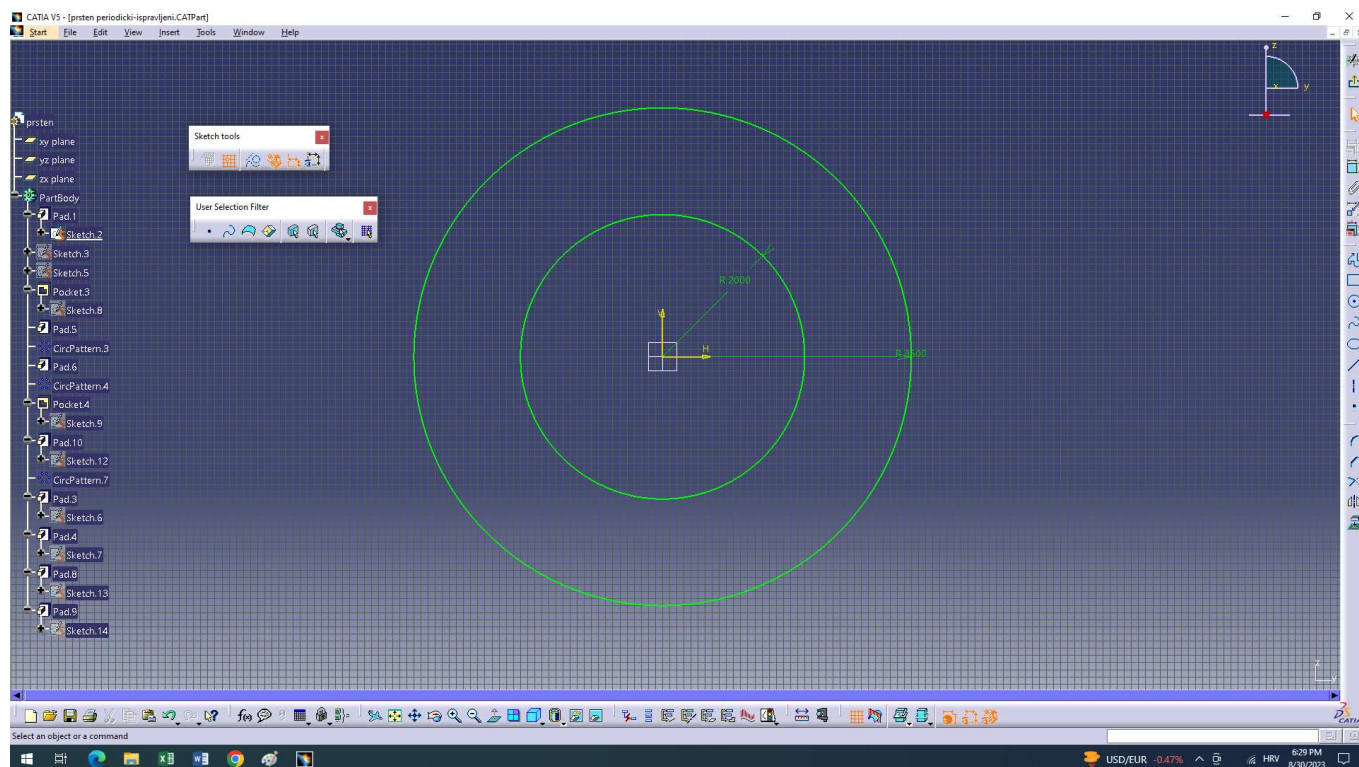 CATIA V5 - [prsten periodicki-ispravljeni.CATPart]
Start File Edit View Insert Tools Window Help
z
x
y
prsten
xy plane
yz plane
zx plane
PartBody
Pad.1
Sketch.2
Sketch.3
Sketch.5
Pocket.3
Sketch.8
Pad.5
CircPattern.3
Pad.6
CircPattern.4
Pocket.4
Sketch.9
Pad.10
Sketch.12
CircPattern.7
Pad.3
Sketch.6
Pad.4
Sketch.7
Pad.8
Sketch.13
Pad.9
Sketch.14
Sketch tools
User Selection Filter
R 2000
V
H
R 3500
z
y
CATIA
Select an object or a command
USD/EUR -0.47%
HRV
6:29 PM
8/30/2023